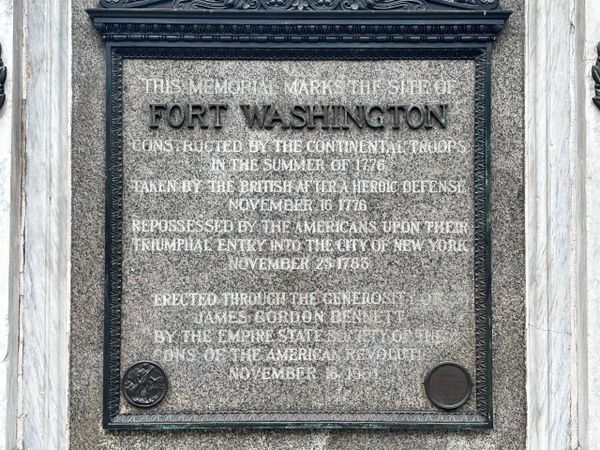 THIS MEMORIAL MARKS THE SITE OF
FORT WASHINGTON
CONSTRUCTED BY THE CONTINENTAL TROOPS
IN THE SUMMER OF 1776
TAKEN BY THE BRITISH AFTER A HEROIC DEFENSE
NOVEMBER 16 1776
REPOSSESSED BY THE AMERICANS UPON THEIR
TRIUMPHAL ENTRY INTO THE CITY OF NEW YORK
NOVEMBER 25 1783
ERECTED THROUGH THE GENEROSITY OF
JAMES GORDON BENNETT
BY THE EMPIRE STATE SOCIETY OF THE
SONS OF THE AMERICAN REVOLUTION
NOVEMBER 16 1901